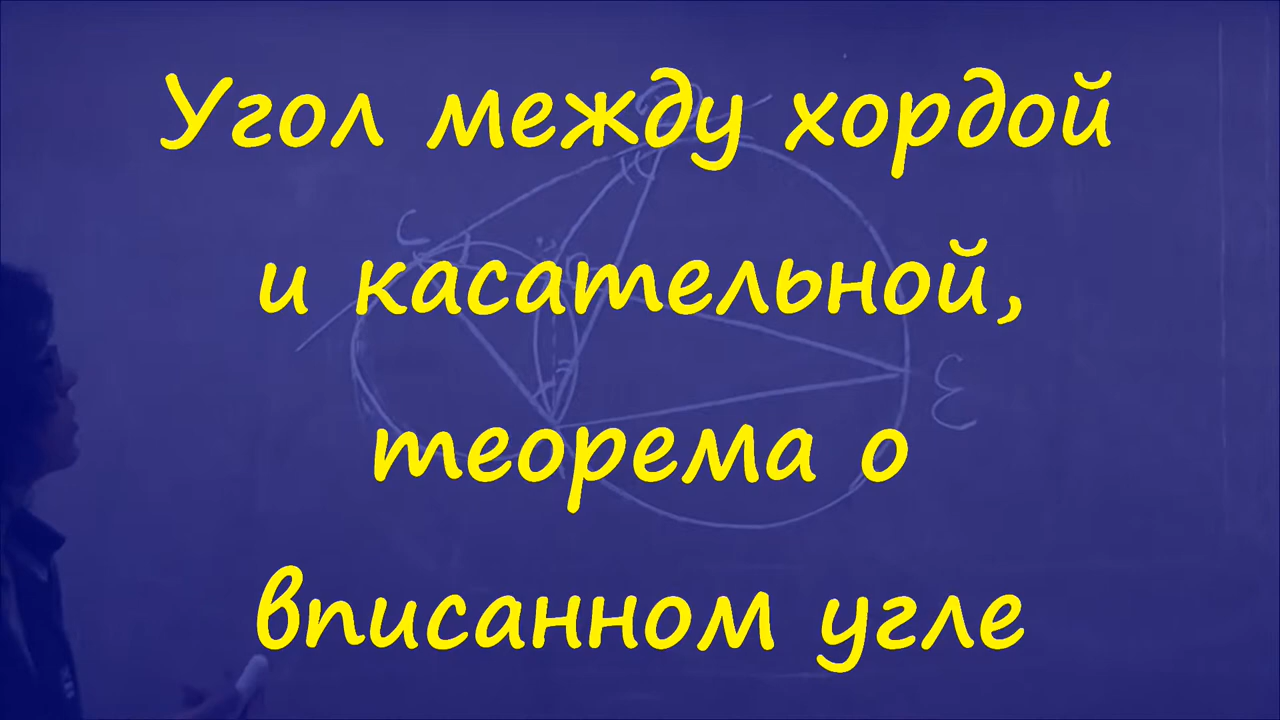 Угол между хордой
и касательной,
теорема о
вписанном угле
C
D
E